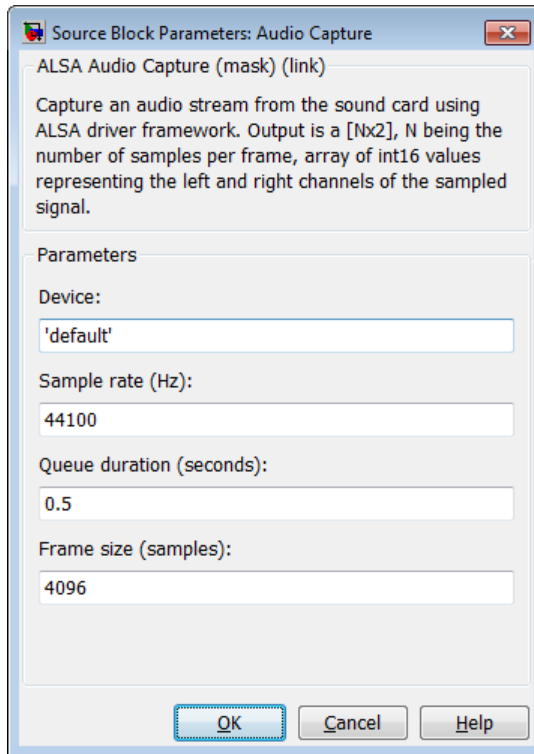 Source Block Parameters: Audio Capture
ALSA Audio Capture (mask) (link)
Capture an audio stream from the sound card using
ALSA driver framework. Output is a [Nx2], N being the
number of samples per frame, array of int16 values
representing the left and right channels of the sampled
signal.
Parameters
Device:
'default'
Sample rate (Hz):
44100
Queue duration (seconds):
0.5
Frame size (samples):
4096
OK Cancel Help